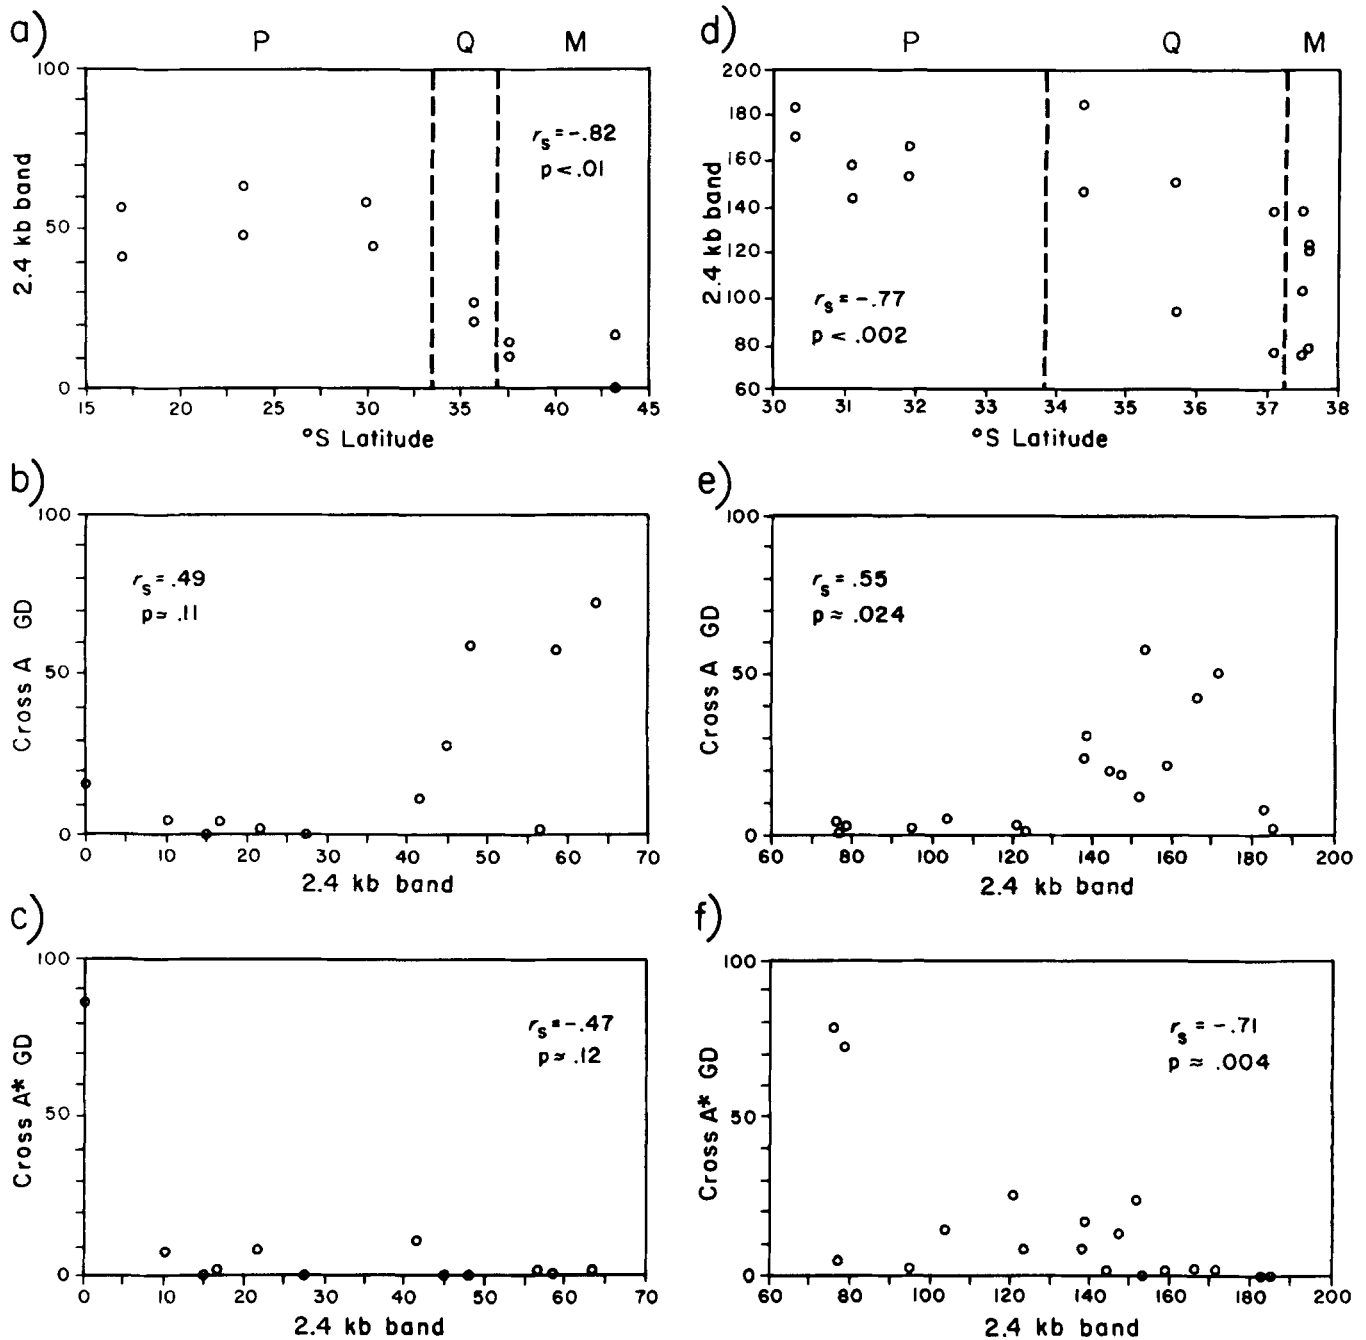 a)
P Q M
100
50
0
2.4 kb band
rs = -.82
p < .01
15 20 25 30 35 40 45
°S Latitude
b)
100
50
0
Cross A GD
rs = .49
p ≈ .11
0 10 20 30 40 50 60 70
2.4 kb band
c)
100
50
0
Cross A* GD
rs = -.47
p ≈ .12
0 10 20 30 40 50 60 70
2.4 kb band
d)
P Q M
200
180
160
140
120
100
80
60
2.4 kb band
rs = -.77
p < .002
30 31 32 33 34 35 36 37 38
°S Latitude
e)
100
50
0
Cross A GD
rs = .55
p ≈ .024
60 80 100 120 140 160 180 200
2.4 kb band
f)
100
50
0
Cross A* GD
rs = -.71
p ≈ .004
60 80 100 120 140 160 180 200
2.4 kb band